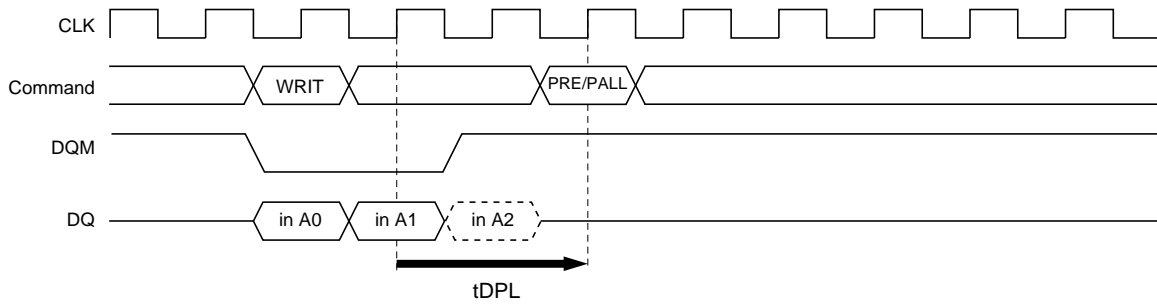 CLK
Command
WRIT
PRE/PALL
DQM
DQ
in A0
in A1
in A2
tDPL